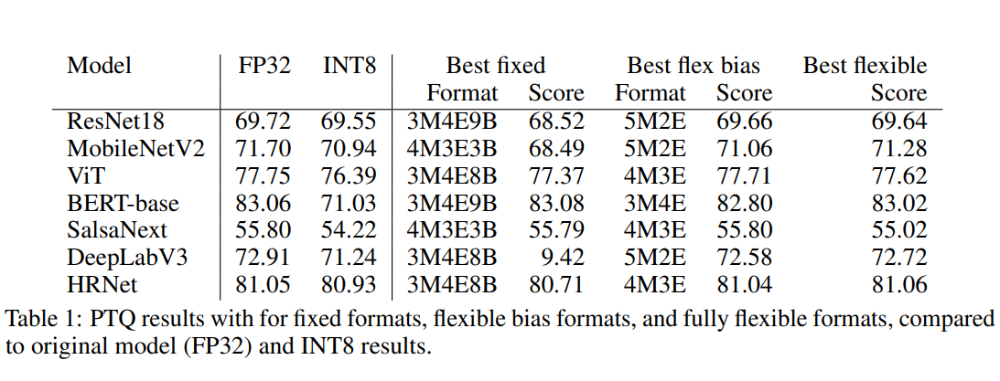 Model FP32 INT8 Best fixed Best flex bias Best flexible
Format Score Format Score Score
ResNet18 69.72 69.55 3M4E9B 68.52 5M2E 69.66 69.64
MobileNetV2 71.70 70.94 4M3E3B 68.49 5M2E 71.06 71.28
ViT 77.75 76.39 3M4E8B 77.37 4M3E 77.71 77.62
BERT-base 83.06 71.03 3M4E9B 83.08 3M4E 82.80 83.02
SalsaNext 55.80 54.22 4M3E3B 55.79 4M3E 55.80 55.02
DeepLabV3 72.91 71.24 3M4E8B 9.42 5M2E 72.58 72.72
HRNet 81.05 80.93 3M4E8B 80.71 4M3E 81.04 81.06
Table 1: PTQ results with for fixed formats, flexible bias formats, and fully flexible formats, compared
to original model (FP32) and INT8 results.